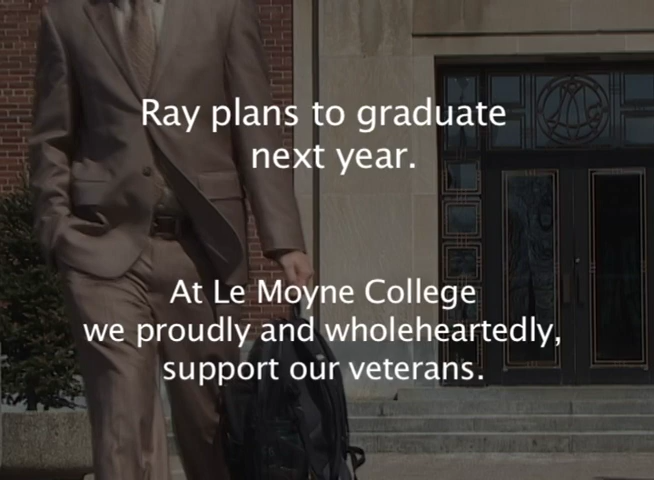 Ray plans to graduate
next year.
At Le Moyne College
we proudly and wholeheartedly,
support our veterans.